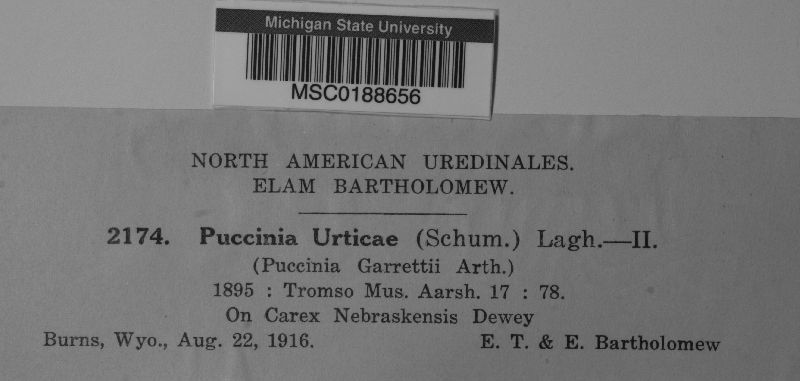 Michigan State University
MSC0188656
NORTH AMERICAN UREDINALES.
ELAM BARTHOLOMEW.
2174. Puccinia Urticae (Schum.) Lagh.—II.
(Puccinia Garrettii Arth.)
1895 : Tromso Mus. Aarsh. 17 : 78.
On Carex Nebraskensis Dewey
Burns, Wyo., Aug. 22, 1916. E. T. & E. Bartholomew